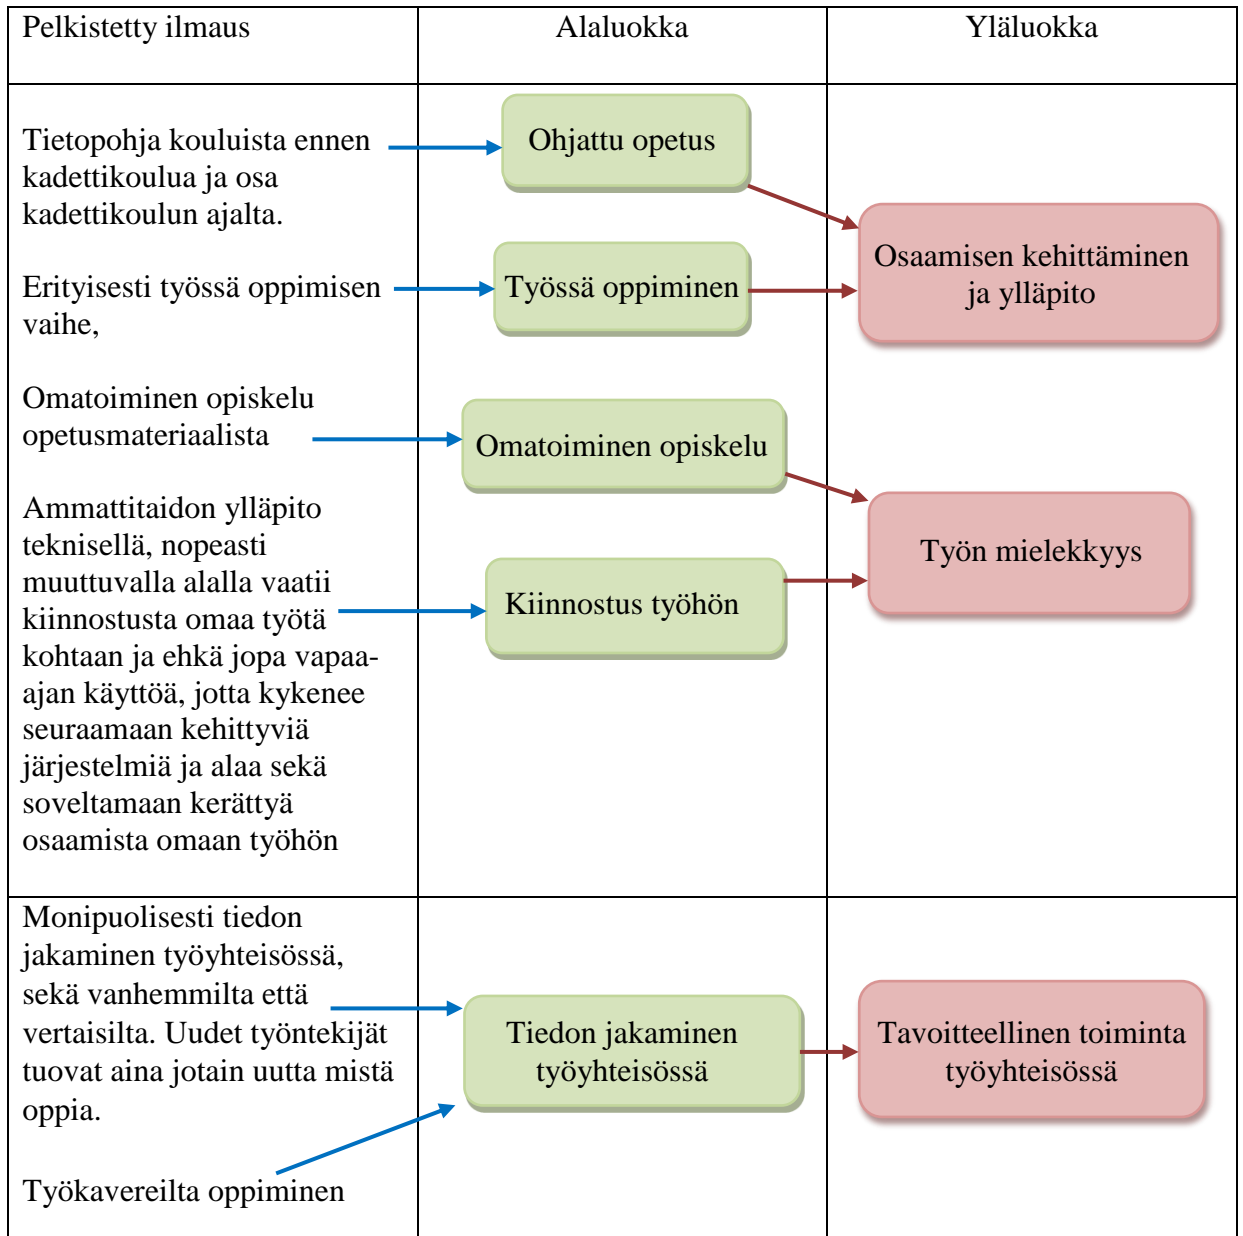 Pelkistetty ilmaus
Alaluokka
Yläluokka
Tietopohja kouluista ennen
kadettikoulua ja osa
kadettikoulun ajalta.
Ohjattu opetus
Osaamisen kehittäminen
ja ylläpito
Erityisesti työssä oppimisen
vaihe,
Työssä oppiminen
Omatoiminen opiskelu
opetusmateriaalista
Omatoiminen opiskelu
Työn mielekkyys
Ammattitaidon ylläpito
teknisellä, nopeasti
muuttuvalla alalla vaatii
kiinnostusta omaa työtä
kohtaan ja ehkä jopa vapaa-
ajan käyttöä, jotta kykenee
seuraamaan kehittyviä
järjestelmiä ja alaa sekä
soveltamaan kerättyä
osaamista omaan työhön
Kiinnostus työhön
Monipuolisesti tiedon
jakaminen työyhteisössä,
sekä vanhemmilta että
vertaisilta. Uudet työntekijät
tuovat aina jotain uutta mistä
oppia.
Tiedon jakaminen
työyhteisössä
Tavoitteellinen toiminta
työyhteisössä
Työkavereilta oppiminen